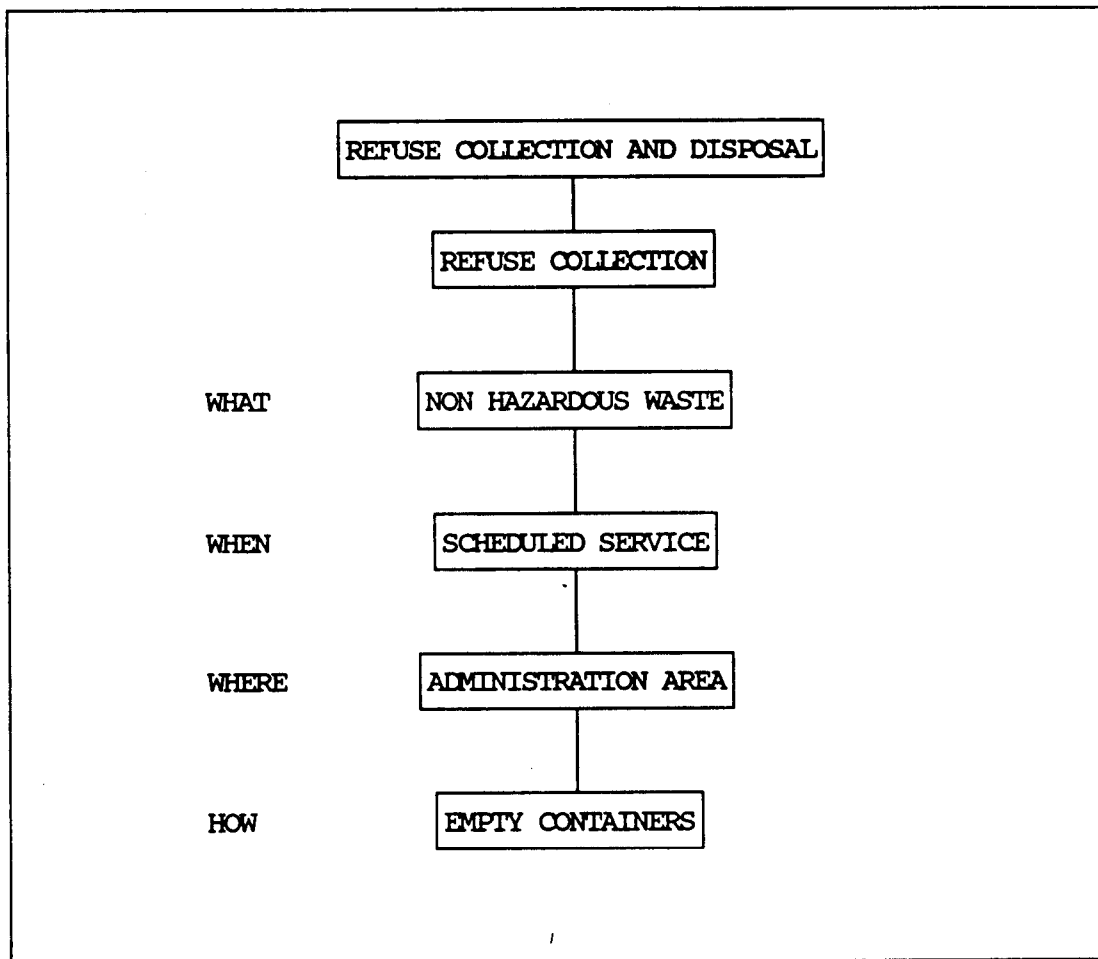 REFUSE COLLECTION AND DISPOSAL
REFUSE COLLECTION
WHAT NON HAZARDOUS WASTE
WHEN SCHEDULED SERVICE
WHERE ADMINISTRATION AREA
HOW EMPTY CONTAINERS